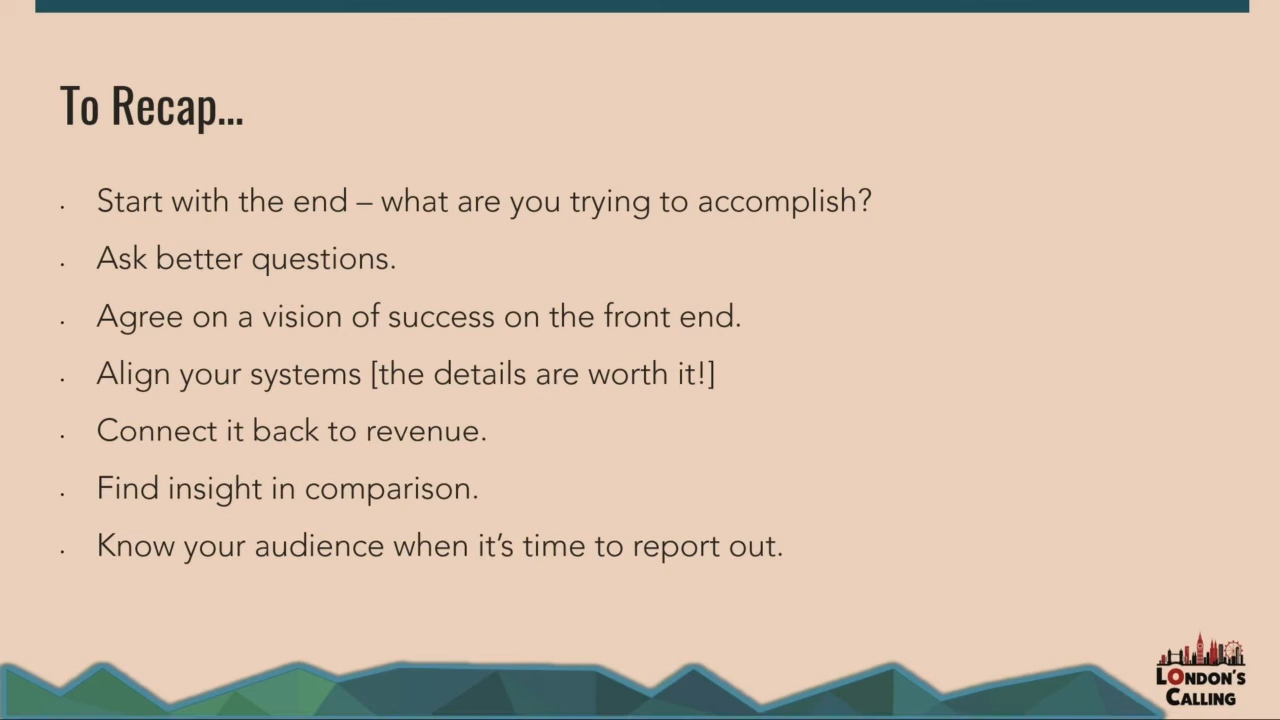 To Recap...
· Start with the end – what are you trying to accomplish?
· Ask better questions.
· Agree on a vision of success on the front end.
· Align your systems [the details are worth it!]
· Connect it back to revenue.
· Find insight in comparison.
· Know your audience when it’s time to report out.
LONDON'S
CALLING